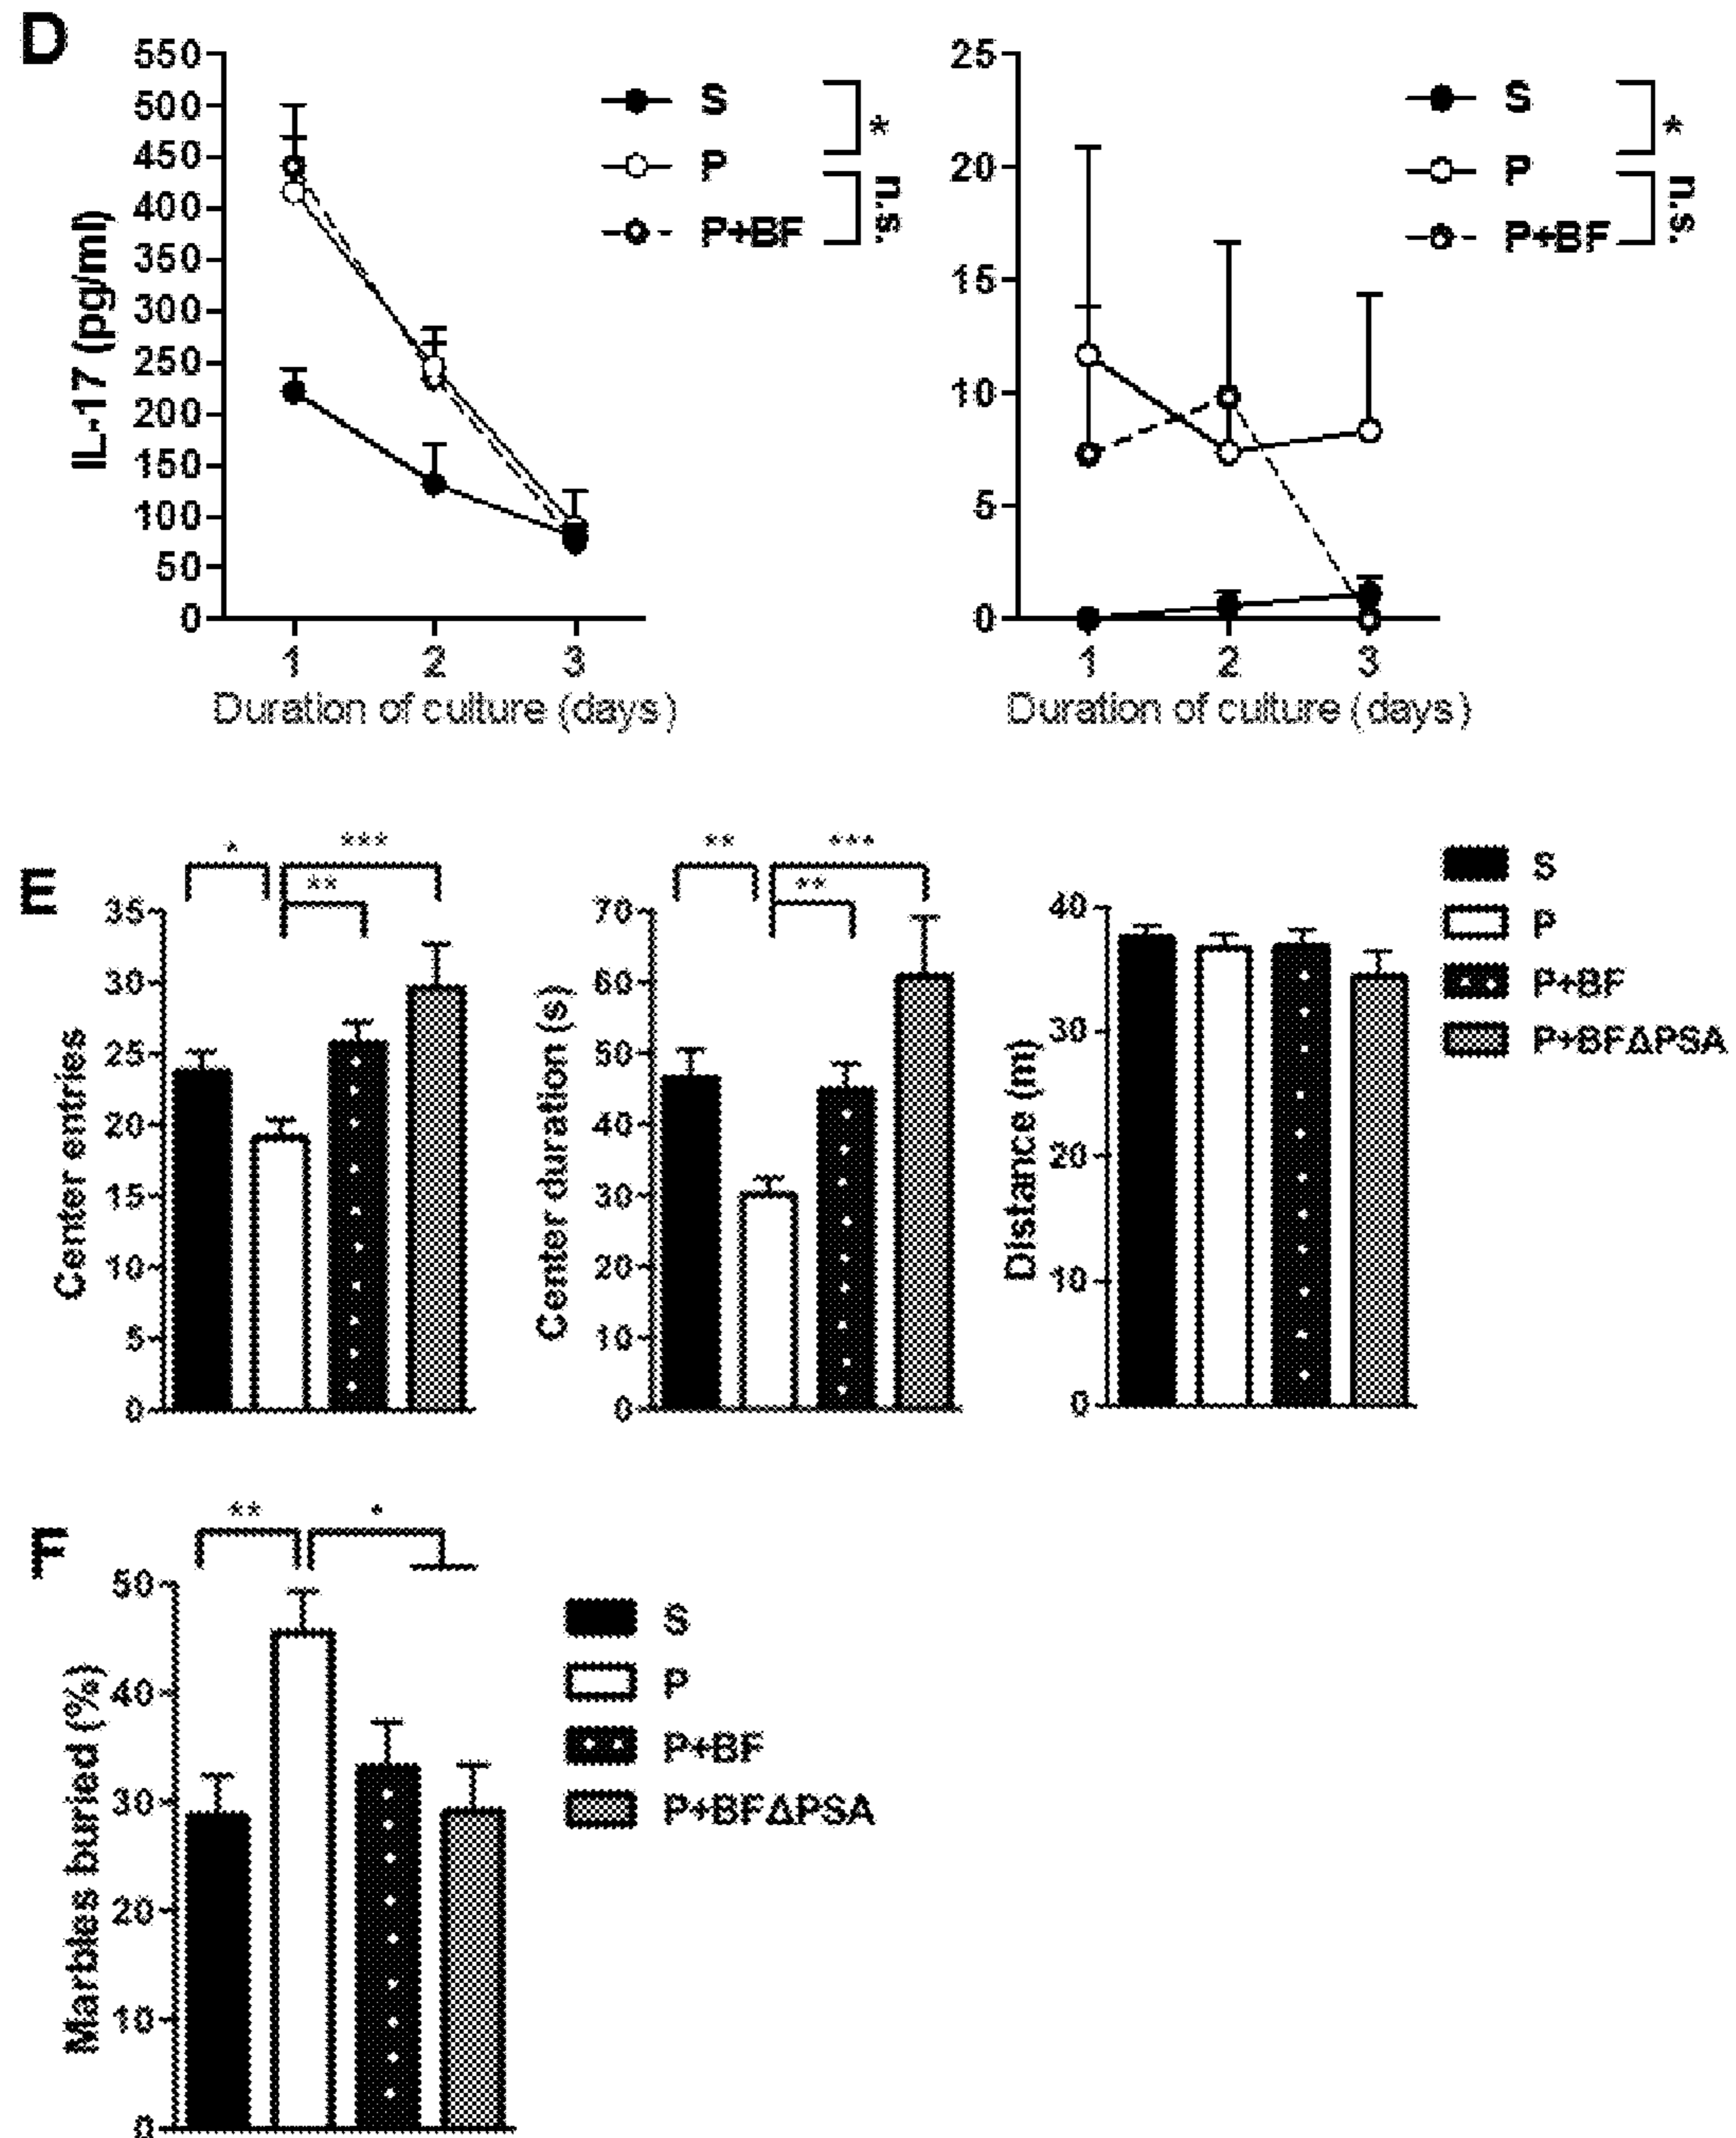 D
IL-17 (pg/ml)
550
500
450
400
350
300
250
200
150
100
50
0
1 2 3
Duration of culture (days)
S
P
P+BF
*
n.s.
25
20
15
10
5
0
1 2 3
Duration of culture (days)
S
P
P+BF
*
n.s.
E
Center entries
35
30
25
20
15
10
5
0
*
***
**
Center duration (s)
70
60
50
40
30
20
10
0
**
***
**
Distance (m)
40
30
20
10
0
S
P
P+BF
P+BFΔPSA
F
Marbles buried (%)
50
40
30
20
10
0
**
*
S
P
P+BF
P+BFΔPSA